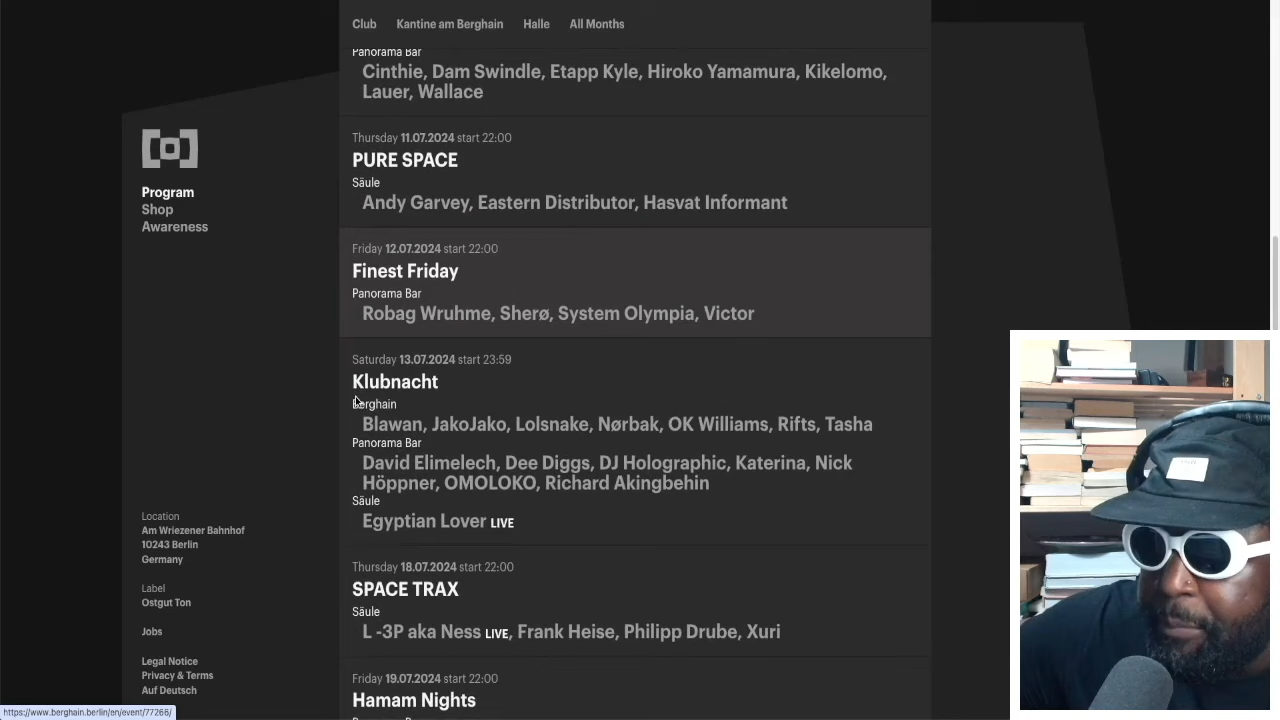 Club Kantine am Berghain Halle All Months
Panorama Bar
Cinthie, Dam Swindle, Etapp Kyle, Hiroko Yamamura, Kikelomo,
Lauer, Wallace
Thursday 11.07.2024 start 22:00
PURE SPACE
Säule
Andy Garvey, Eastern Distributor, Hasvat Informant
Friday 12.07.2024 start 22:00
Finest Friday
Panorama Bar
Robag Wruhme, Sherø, System Olympia, Victor
Saturday 13.07.2024 start 23:59
Klubnacht
Berghain
Blawan, JakoJako, Lolsnake, Nørbak, OK Williams, Rifts, Tasha
Panorama Bar
David Elimelech, Dee Diggs, DJ Holographic, Katerina, Nick
Höppner, OMOLOKO, Richard Akingbehin
Säule
Egyptian Lover LIVE
Thursday 18.07.2024 start 22:00
SPACE TRAX
Säule
L -3P aka Ness LIVE, Frank Heise, Philipp Drube, Xuri
Friday 19.07.2024 start 22:00
Hamam Nights
Program
Shop
Awareness
Location
Am Wriezener Bahnhof
10243 Berlin
Germany
Label
Ostgut Ton
Jobs
Legal Notice
Privacy & Terms
Auf Deutsch
https://www.berghain.berlin/en/event/77266/